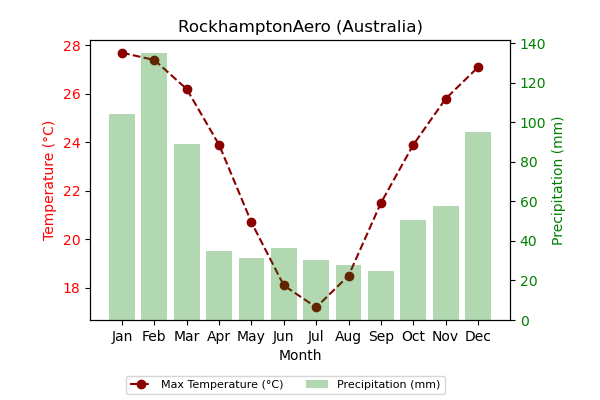 RockhamptonAero (Australia)
28
26
24
22
20
18
Temperature (°C)
140
120
100
80
60
40
20
0
Precipitation (mm)
Jan Feb Mar Apr May Jun Jul Aug Sep Oct Nov Dec
Month
Max Temperature (°C) Precipitation (mm)